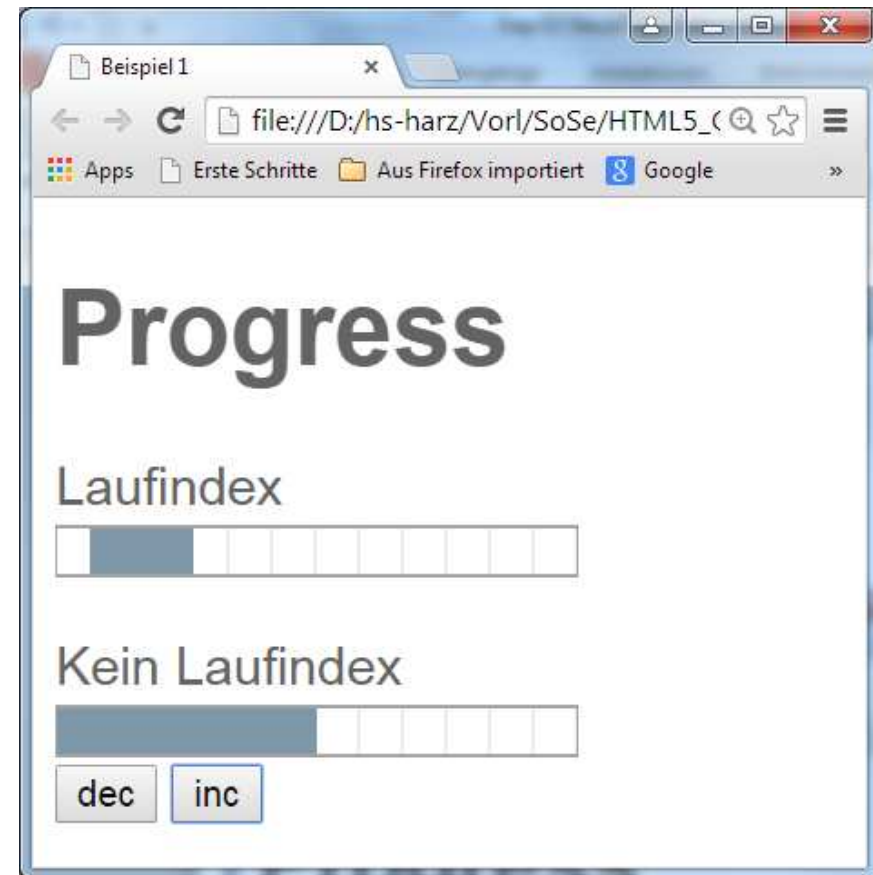 Beispiel 1
file:///D:/hs-harz/Vorl/SoSe/HTML5_(
Apps Erste Schritte Aus Firefox importiert 8 Google »
Progress
Laufindex
Kein Laufindex
dec inc